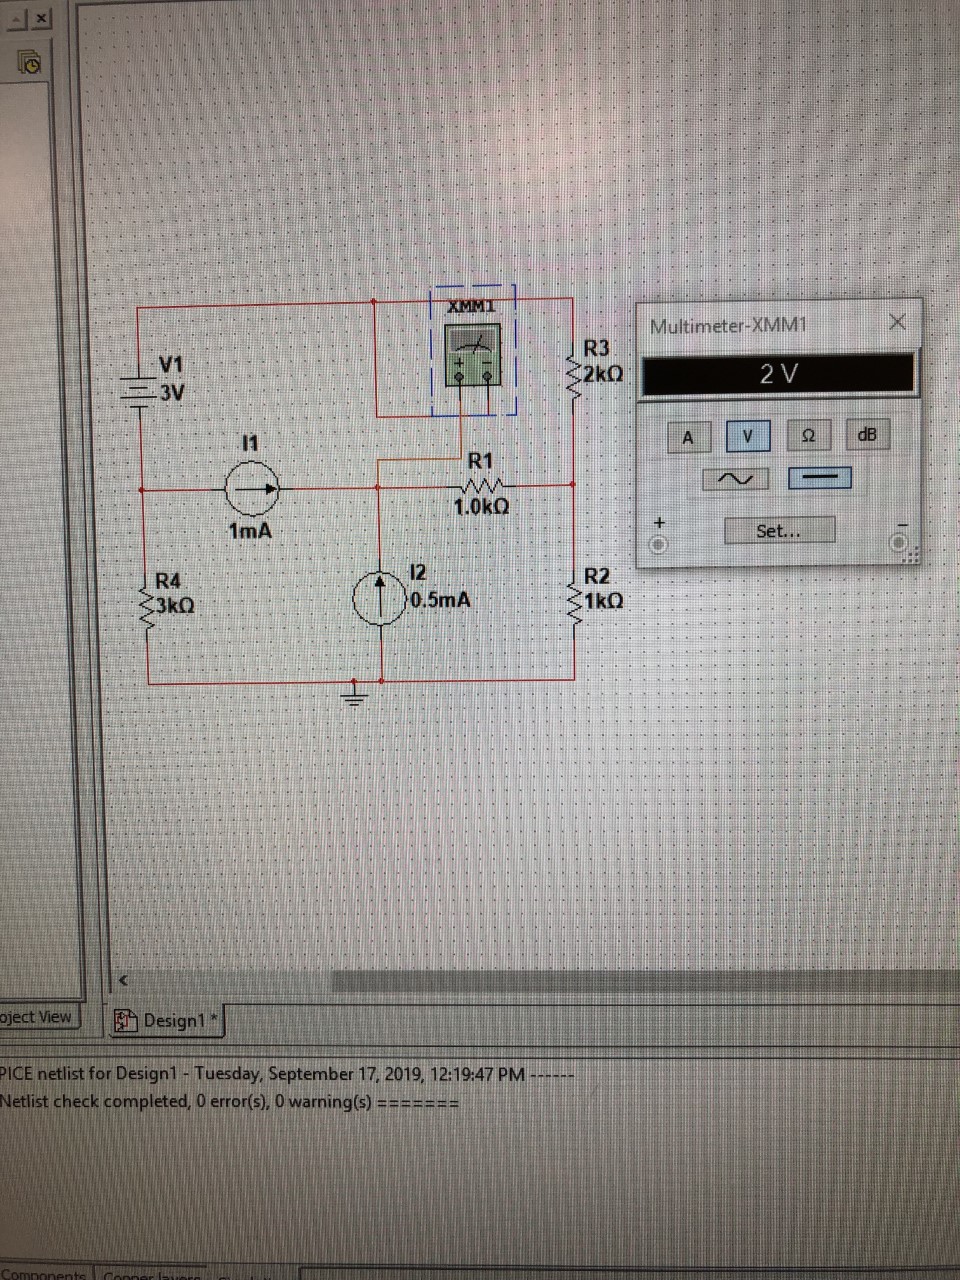 XMM1
V1
3V
R3
2kΩ
Multimeter-XMM1
2 V
A
V
Ω
dB
Set...
+
−
I1
1mA
R1
1.0kΩ
R4
3kΩ
I2
0.5mA
R2
1kΩ
oject View
Design1 *
PICE netlist for Design1 - Tuesday, September 17, 2019, 12:19:47 PM ------
Netlist check completed, 0 error(s), 0 warning(s) =======
Components
Copper layers